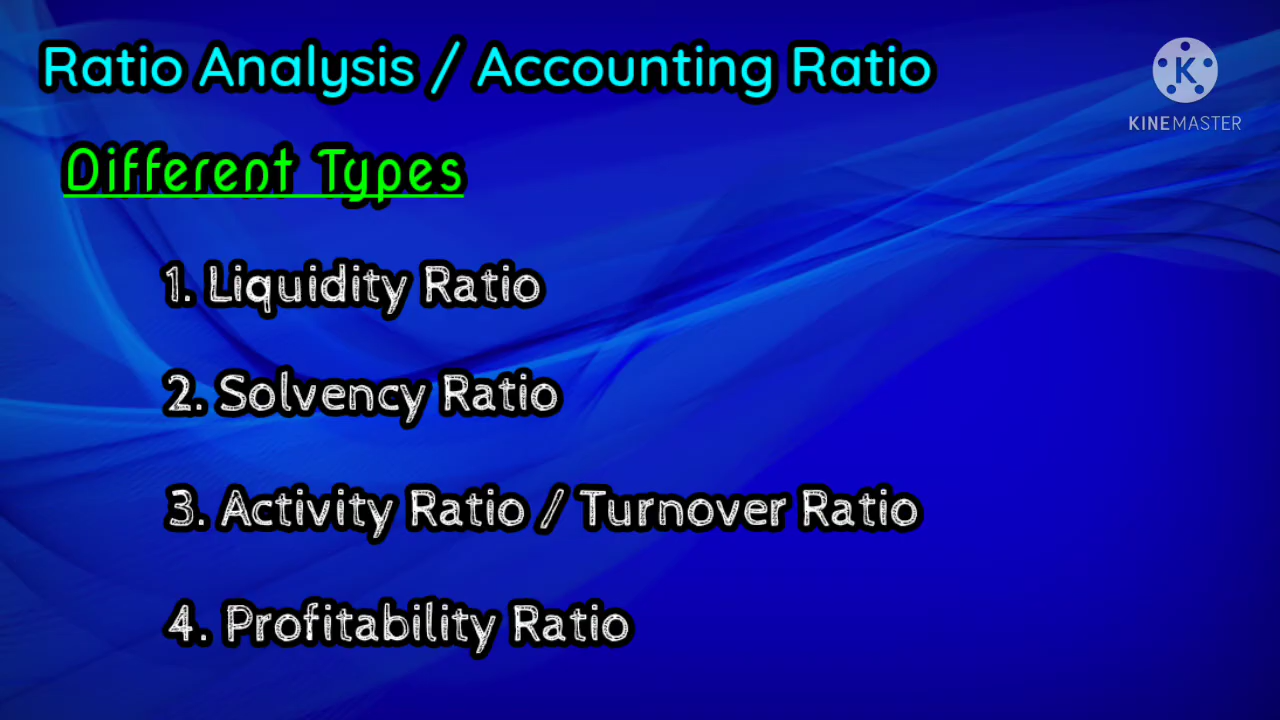 Ratio Analysis / Accounting Ratio
K
KINEMASTER
Different Types
1. Liquidity Ratio
2. Solvency Ratio
3. Activity Ratio / Turnover Ratio
4. Profitability Ratio